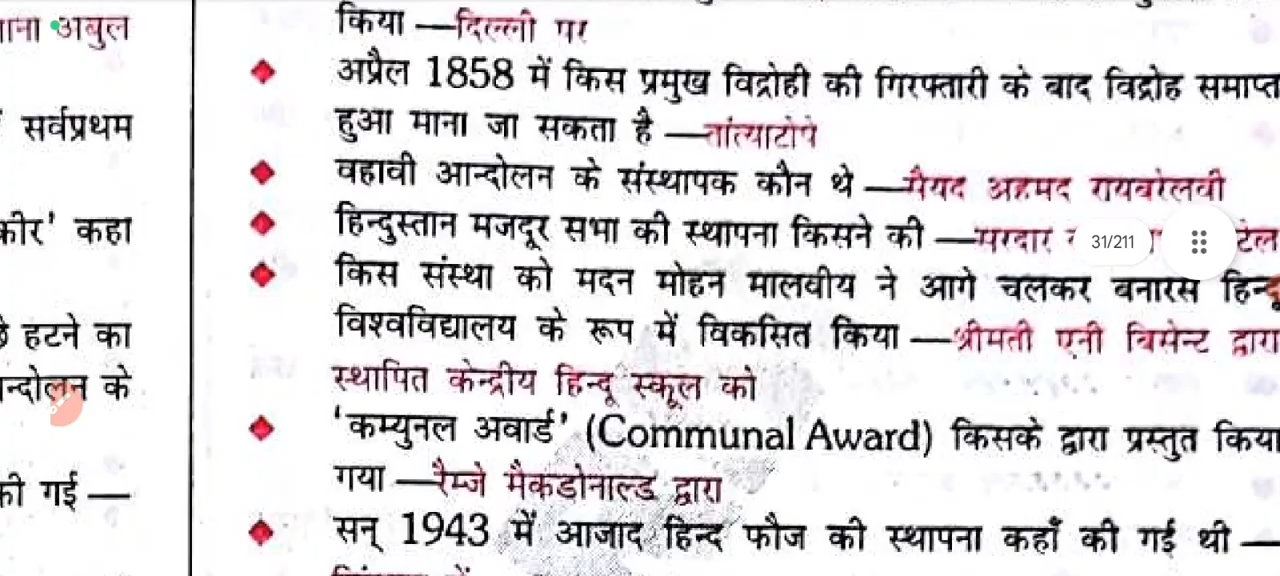 किया —दिल्ली पर
ाना अबुल
अप्रैल 1858 में किस प्रमुख विद्रोही की गिरफ्तारी के बाद विद्रोह समाप्त
हुआ माना जा सकता है —तांत्याटोपे
सर्वप्रथम
वहावी आन्दोलन के संस्थापक कौन थे —सैयद अहमद रायबरेलवी
कीर' कहा
हिन्दुस्तान मजदूर सभा की स्थापना किसने की —सरदार
31/211
किस संस्था को मदन मोहन मालवीय ने आगे चलकर बनारस हिन्दू
विश्वविद्यालय के रूप में विकसित किया —श्रीमती एनी बिसेन्ट द्वारा
हटने का
स्थापित केन्द्रीय हिन्दू स्कूल को
न्दोलन के
'कम्युनल अवार्ड' (Communal Award) किसके द्वारा प्रस्तुत किया
गया —रैम्जे मैकडोनाल्ड द्वारा
की गई —
सन् 1943 में आजाद हिन्द फौज की स्थापना कहाँ की गई थी —